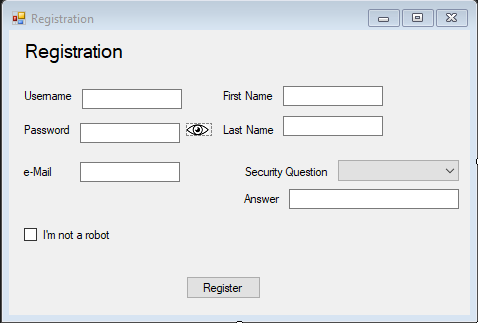 Registration
Registration
Username
First Name
Password
Last Name
e-Mail
Security Question
Answer
I'm not a robot
Register